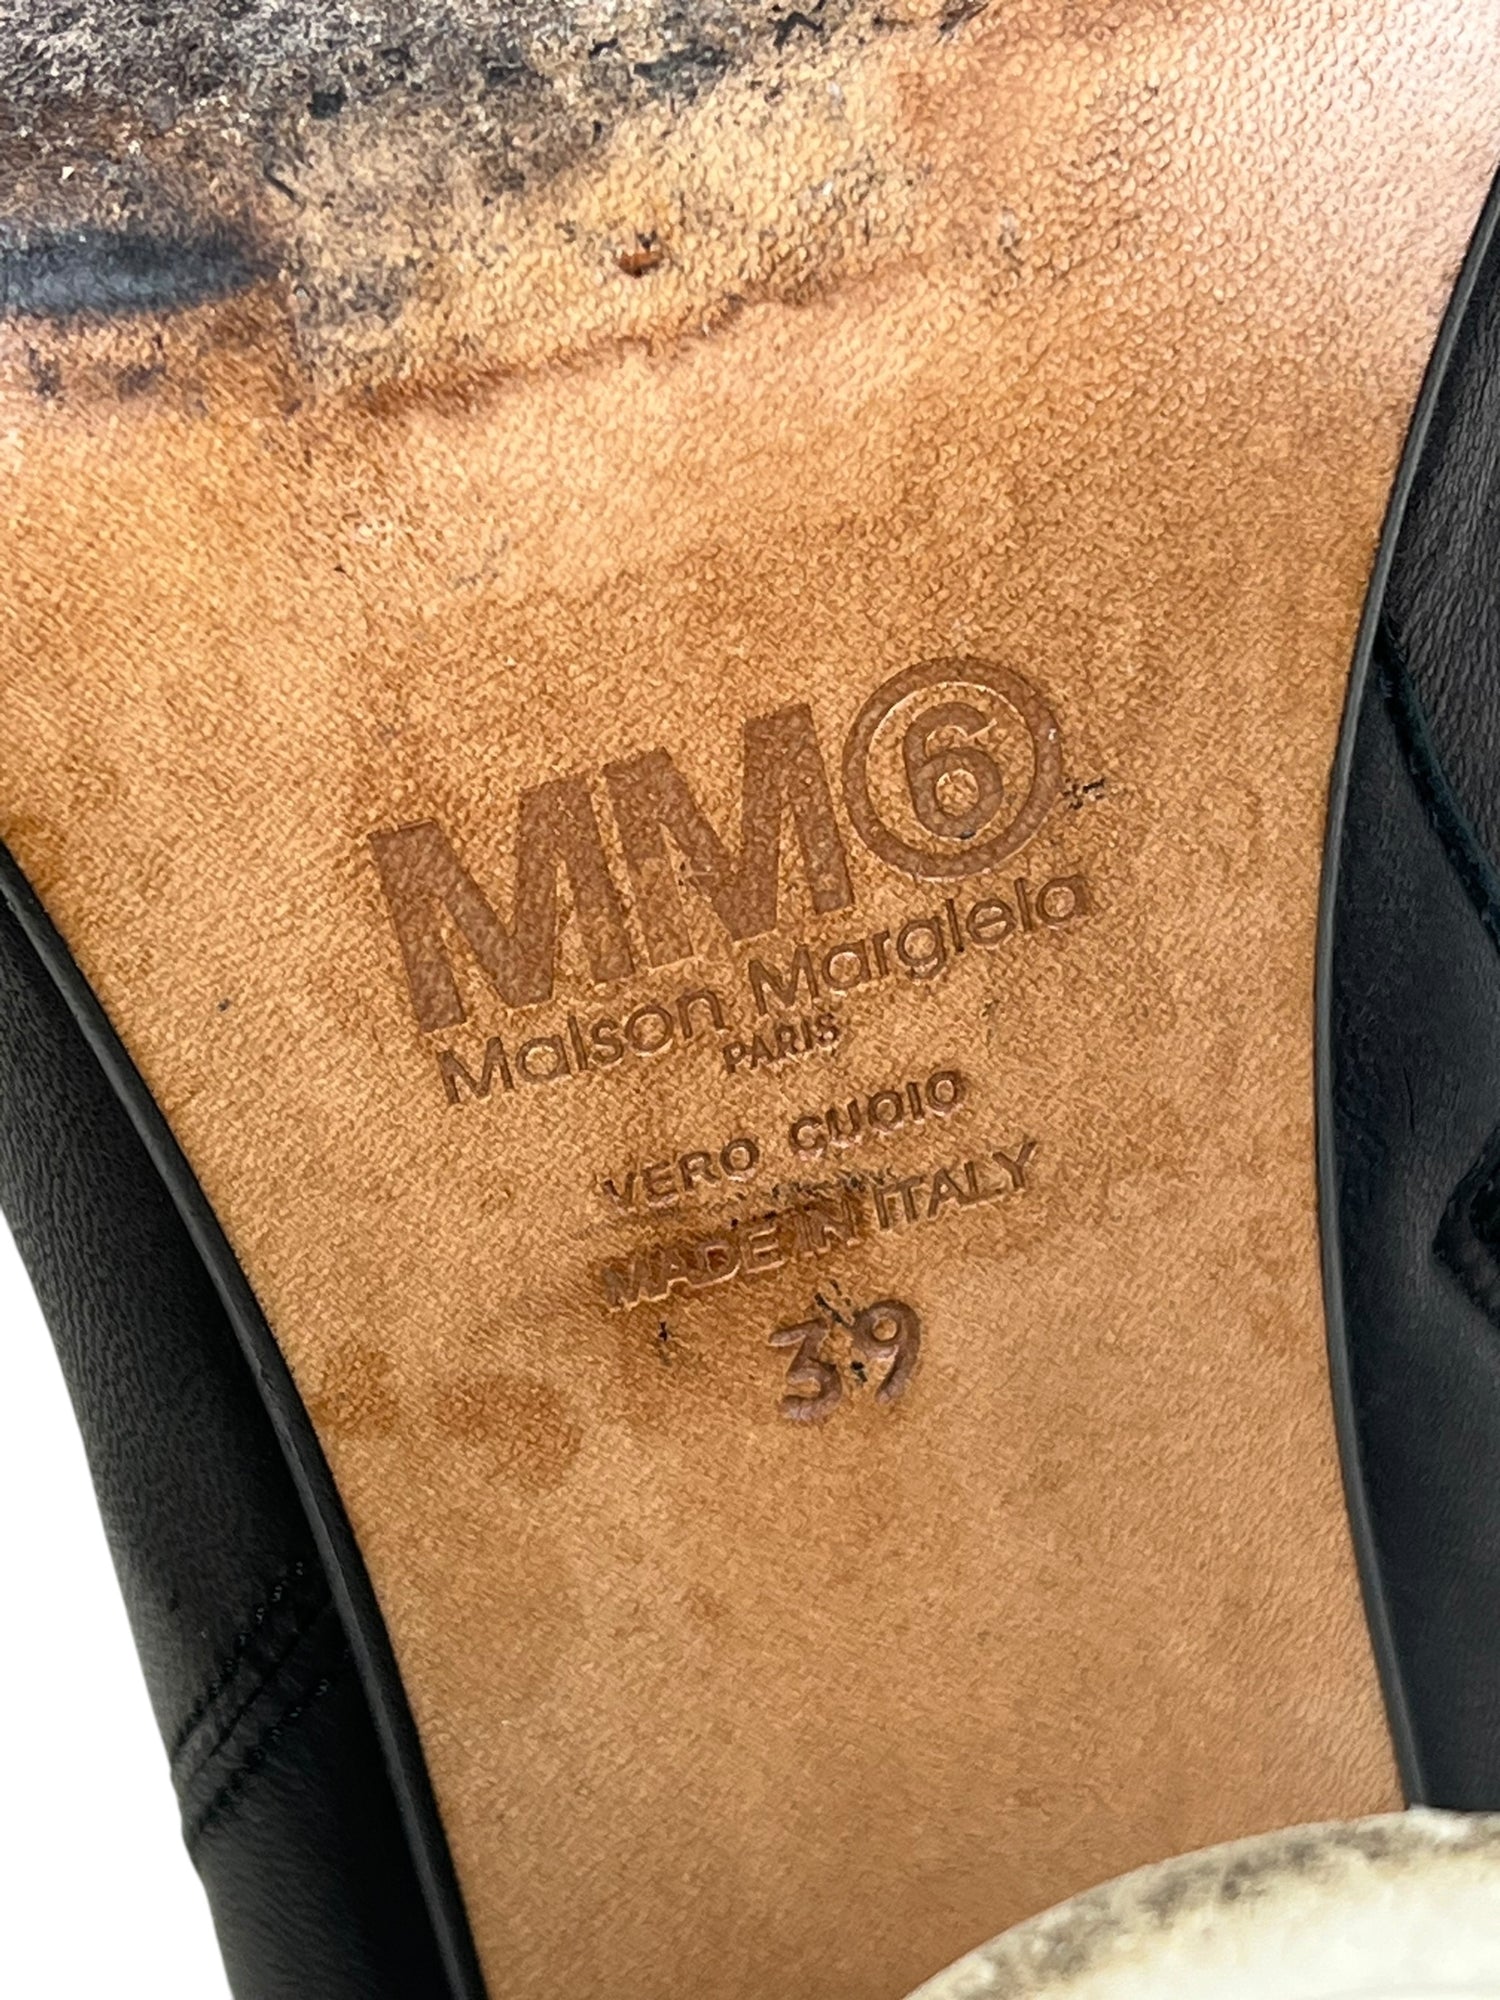 MM⑥
Maison Margiela
PARIS
VERO CUOIO
MADE IN ITALY
39